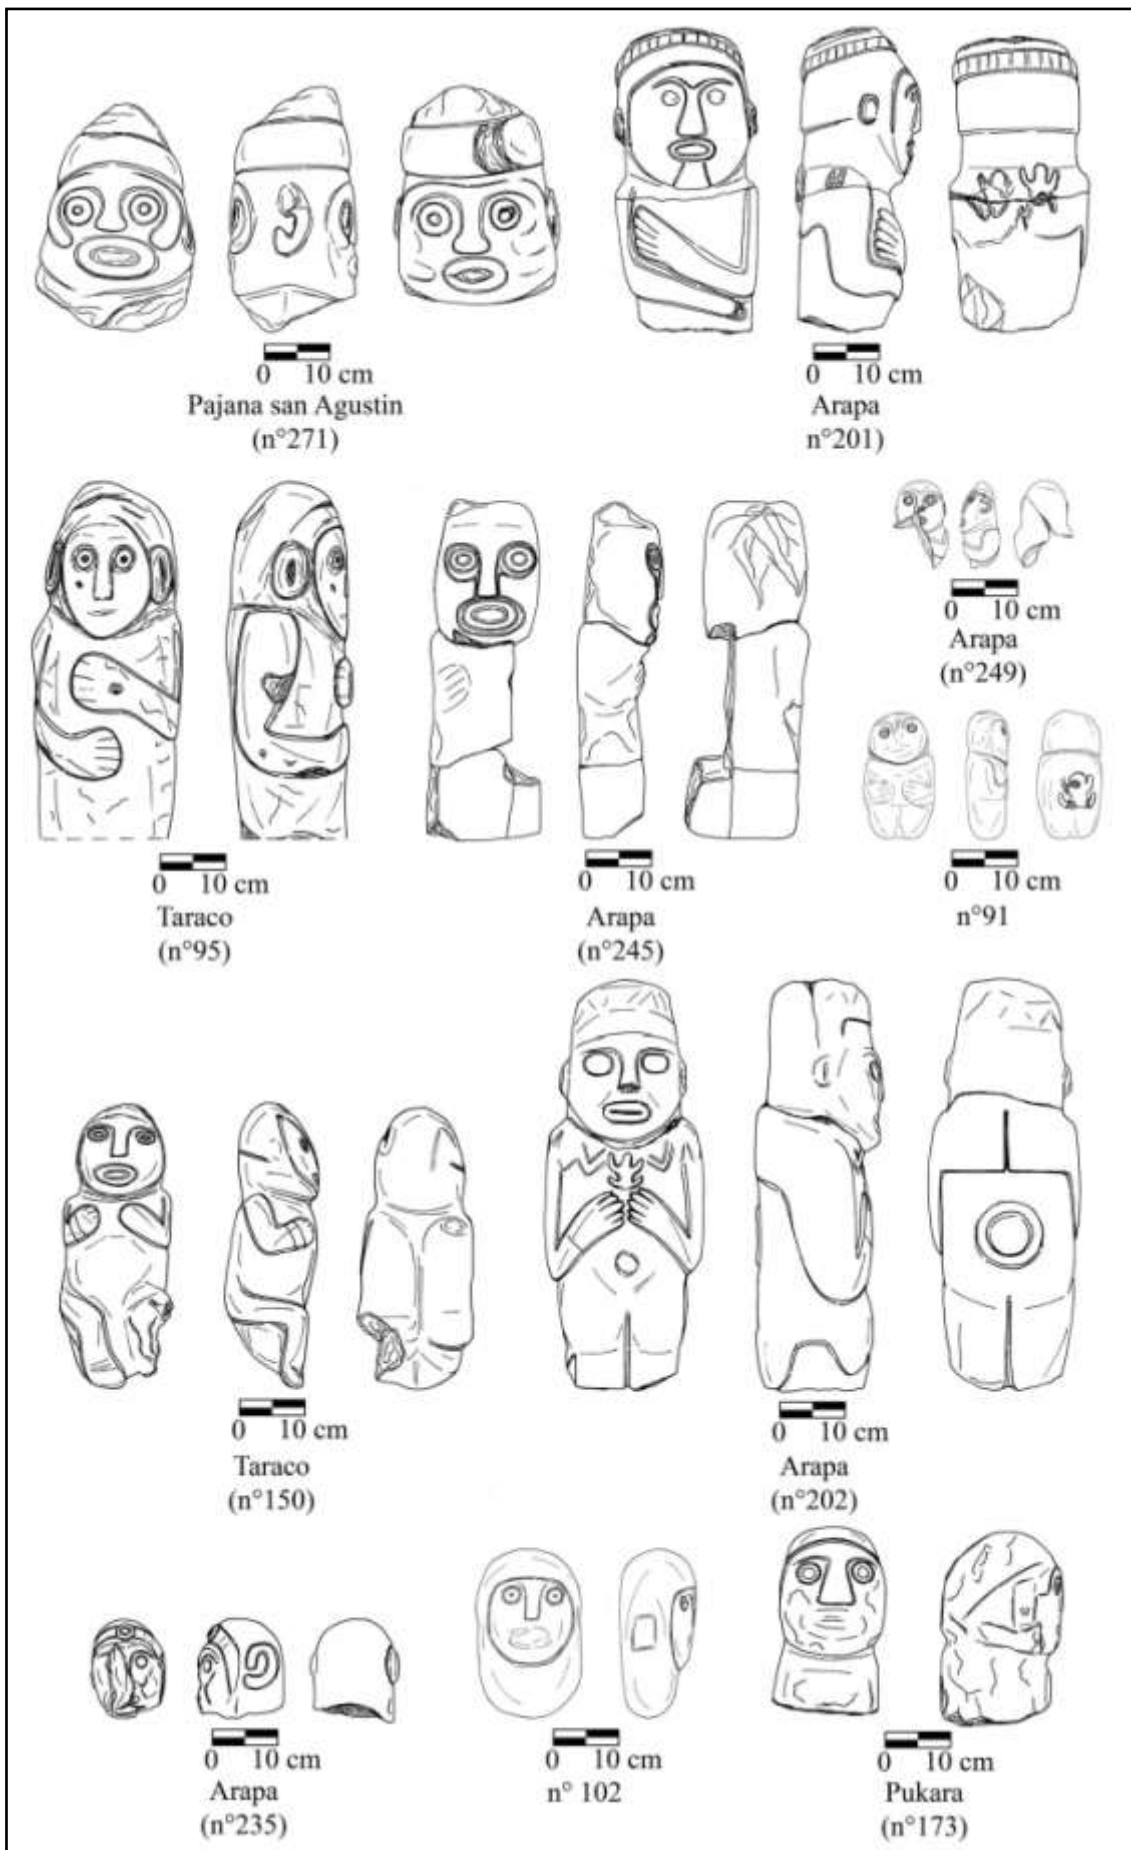 0 10 cm
Pajana san Agustin
(n°271)
0 10 cm
Arapa
n°201)
0 10 cm
Arapa
(n°249)
0 10 cm
Taraco
(n°95)
0 10 cm
Arapa
(n°245)
0 10 cm
n°91
0 10 cm
Taraco
(n°150)
0 10 cm
Arapa
(n°202)
0 10 cm
Arapa
(n°235)
0 10 cm
n° 102
0 10 cm
Pukara
(n°173)